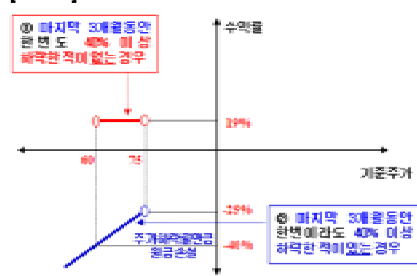 ① 마지막 3개월동안
한번도 40% 이상
하락한적이없는경우
수익률
39%
기준주가
60
75
-25%
주가하락률만큼
원금손실
-40%
② 마지막 3개월동안
한번이라도 40% 이상
하락한적이있는경우